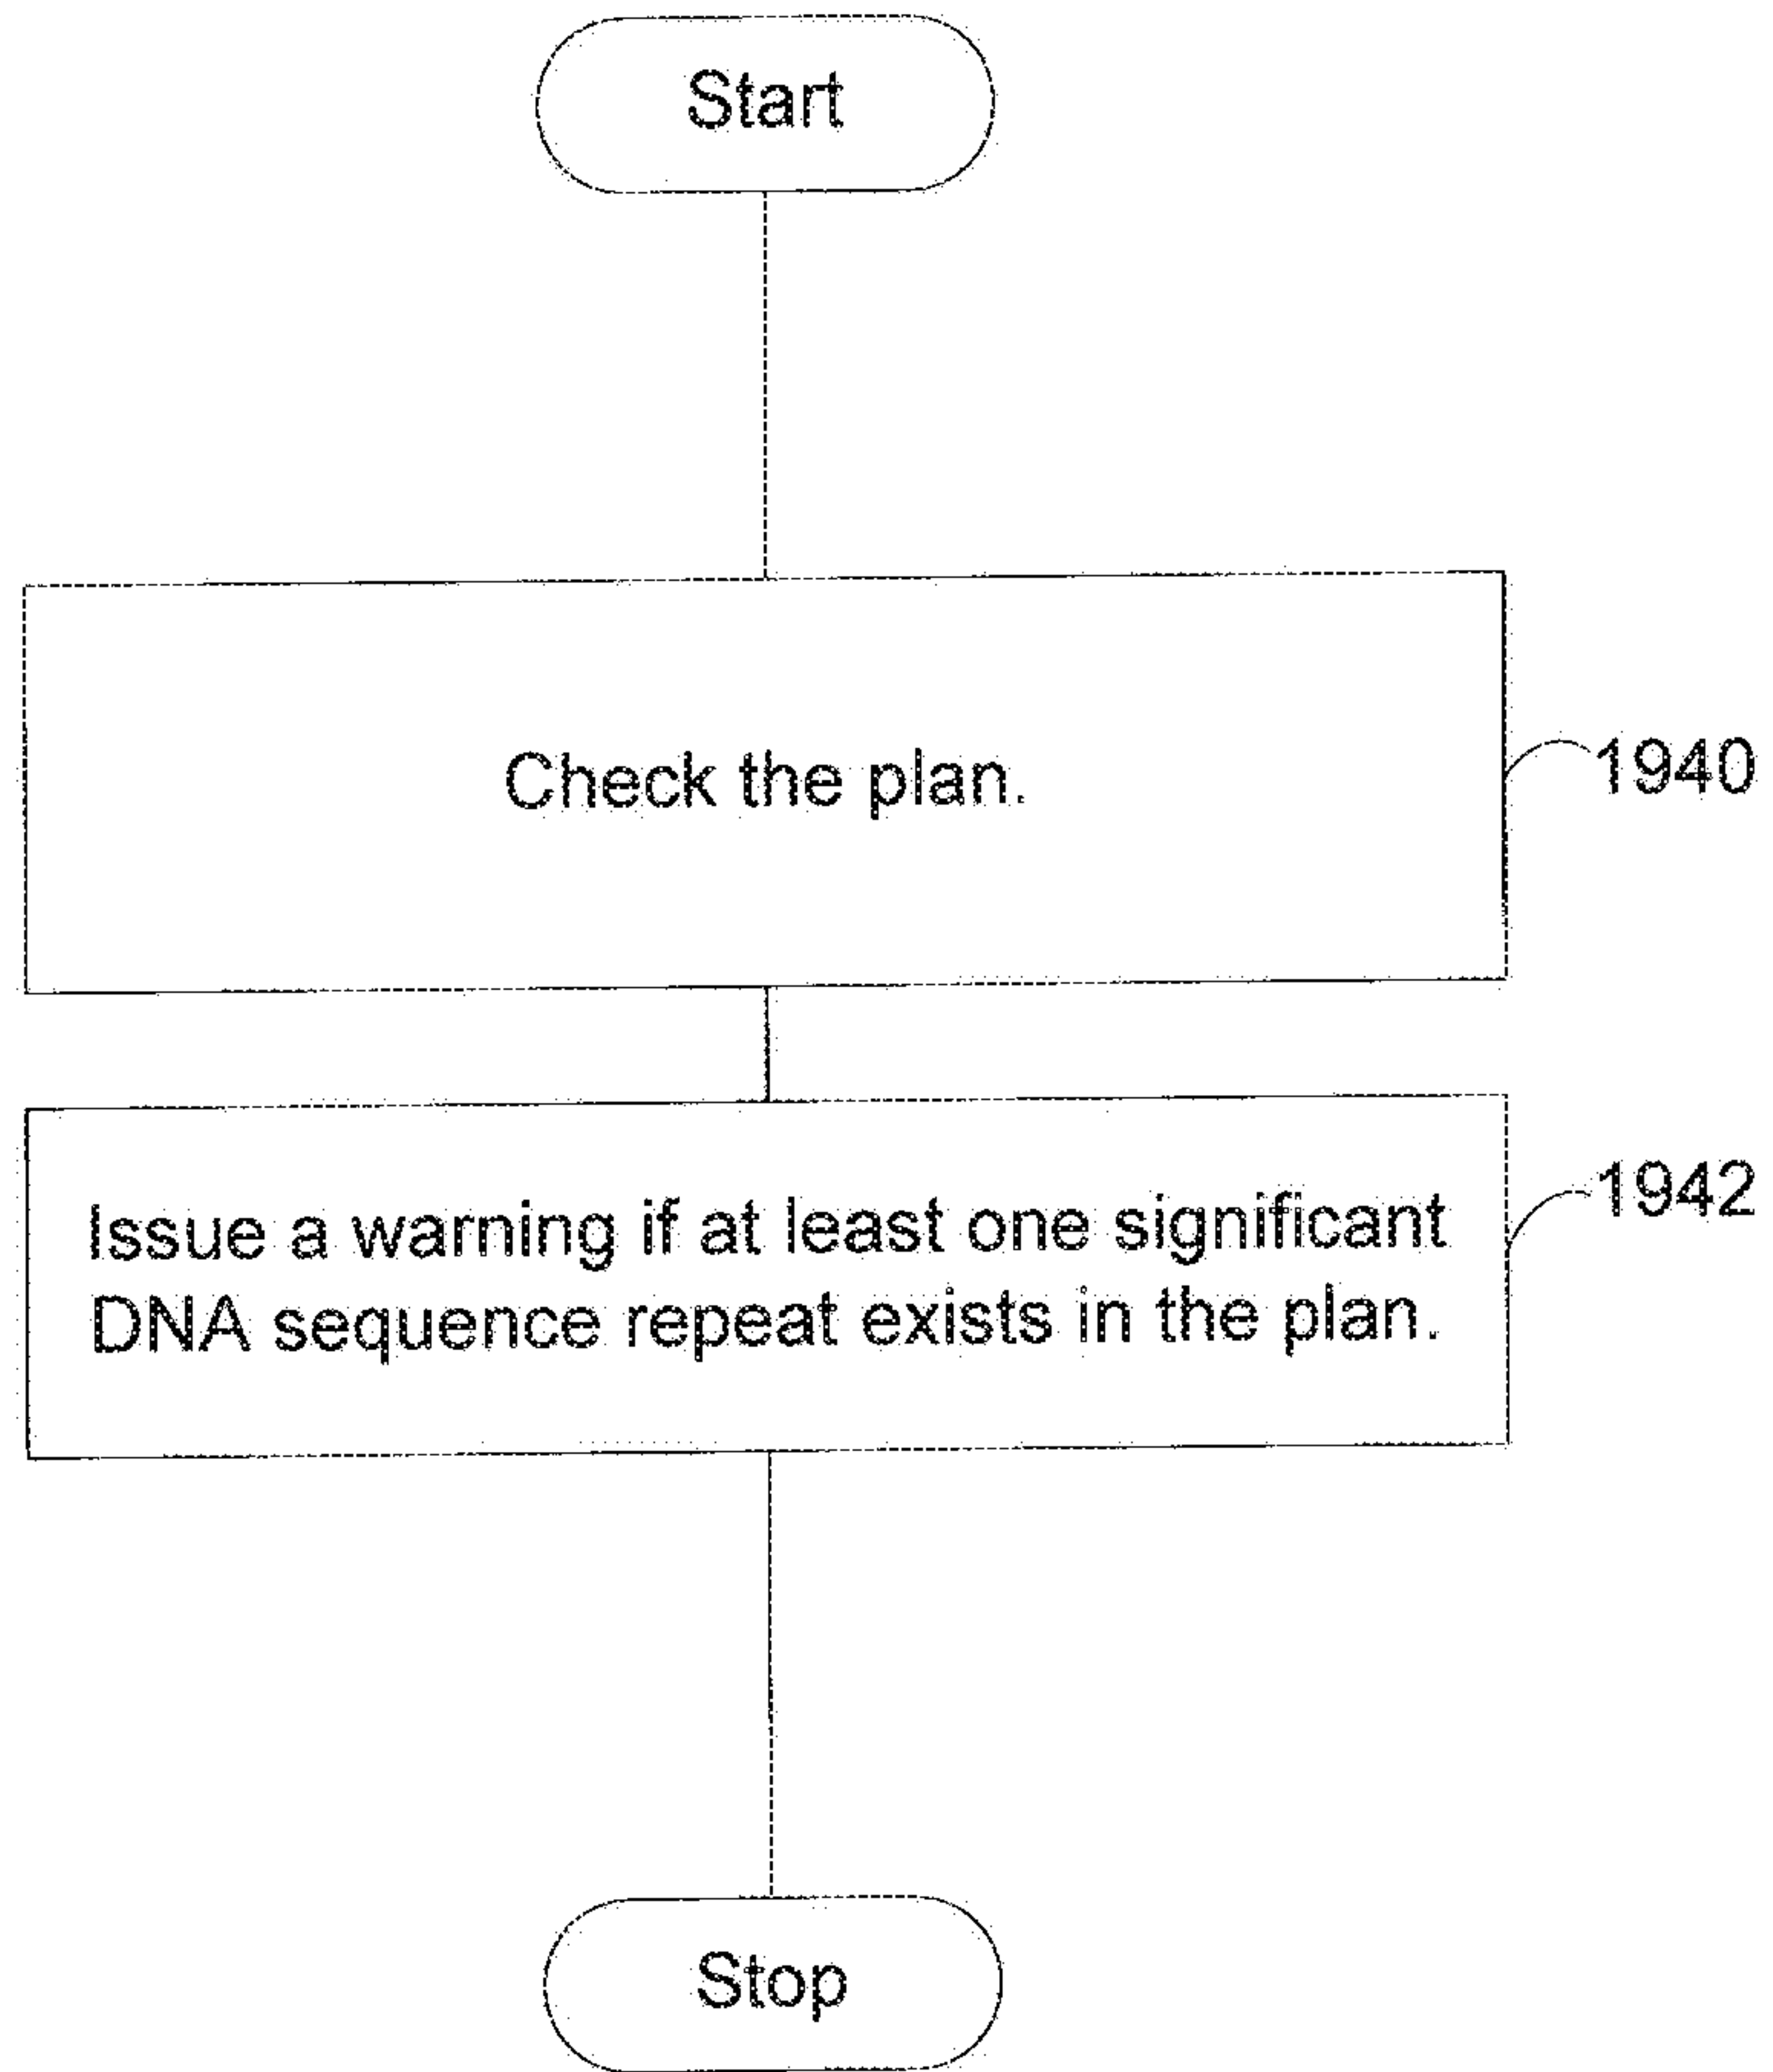 Start
Check the plan.
1940
Issue a warning if at least one significant
DNA sequence repeat exists in the plan.
1942
Stop